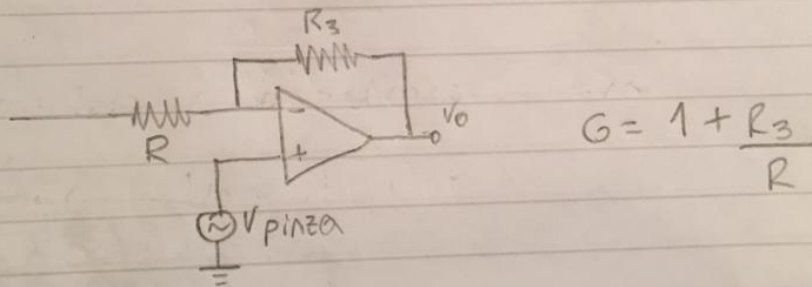 R3
R
-
+
Vo
V pinza
G = 1 + R3
R